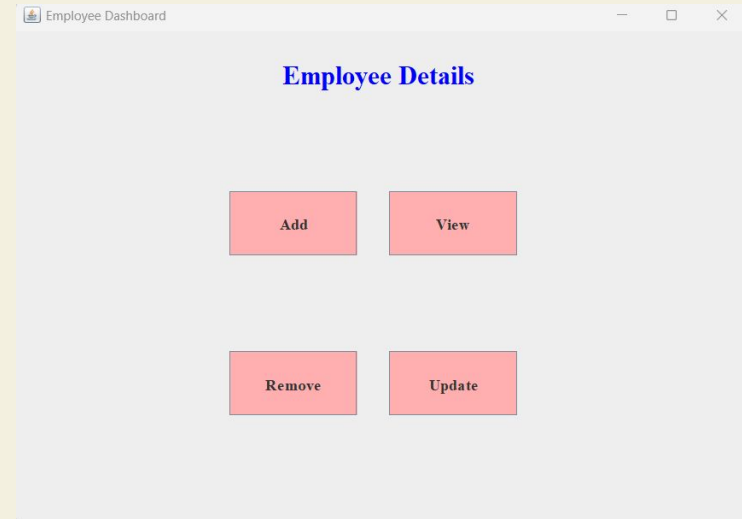 Employee Dashboard
Employee Details
Add View
Remove Update